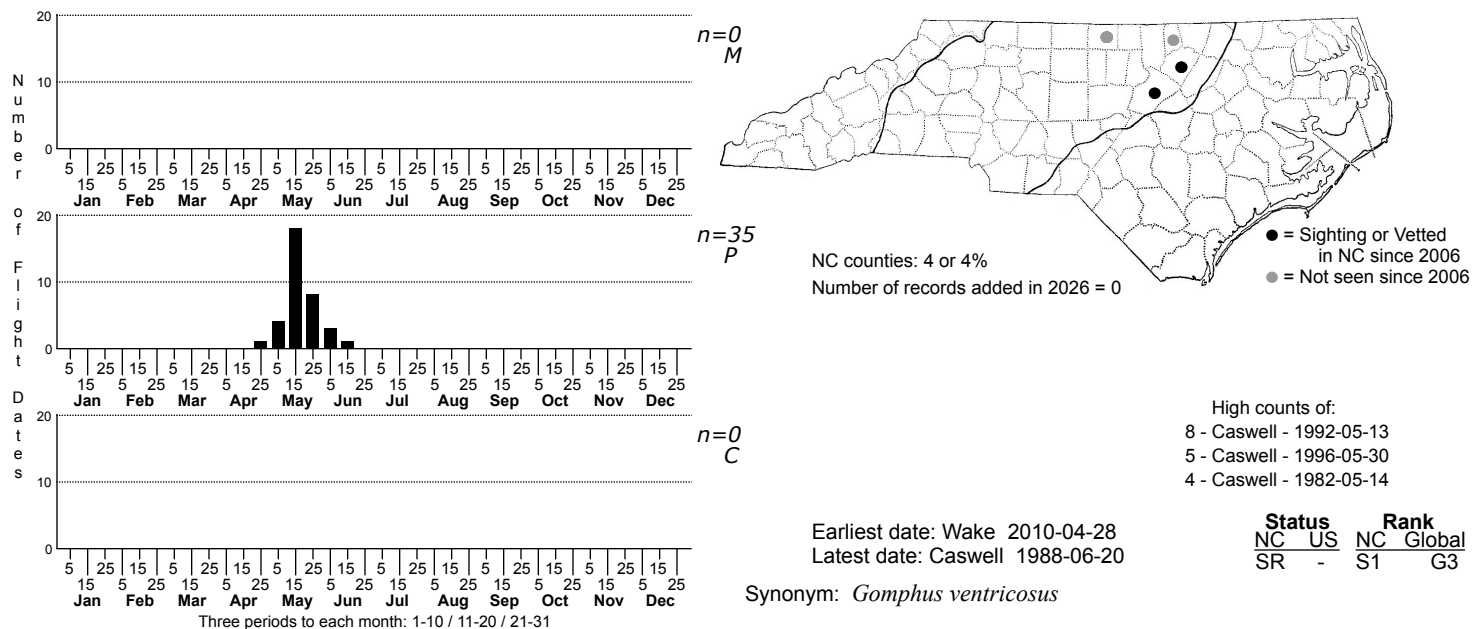 Number of Flight Dates
20
10
0
n=0
M
5 15 25 5 15 25 5 15 25 5 15 25 5 15 25 5 15 25 5 15 25 5 15 25 5 15 25 5 15 25 5 15 25 5 15 25
Jan Feb Mar Apr May Jun Jul Aug Sep Oct Nov Dec
20
10
0
n=35
P
5 15 25 5 15 25 5 15 25 5 15 25 5 15 25 5 15 25 5 15 25 5 15 25 5 15 25 5 15 25 5 15 25 5 15 25
Jan Feb Mar Apr May Jun Jul Aug Sep Oct Nov Dec
20
10
0
n=0
C
5 15 25 5 15 25 5 15 25 5 15 25 5 15 25 5 15 25 5 15 25 5 15 25 5 15 25 5 15 25 5 15 25 5 15 25
Jan Feb Mar Apr May Jun Jul Aug Sep Oct Nov Dec
Three periods to each month: 1-10 / 11-20 / 21-31
NC counties: 4 or 4%
Number of records added in 2026 = 0
= Sighting or Vetted
in NC since 2006
= Not seen since 2006
High counts of:
8 - Caswell - 1992-05-13
5 - Caswell - 1996-05-30
4 - Caswell - 1982-05-14
Earliest date: Wake 2010-04-28
Latest date: Caswell 1988-06-20
Status Rank
NC US NC Global
SR - S1 G3
Synonym: Gomphus ventricosus